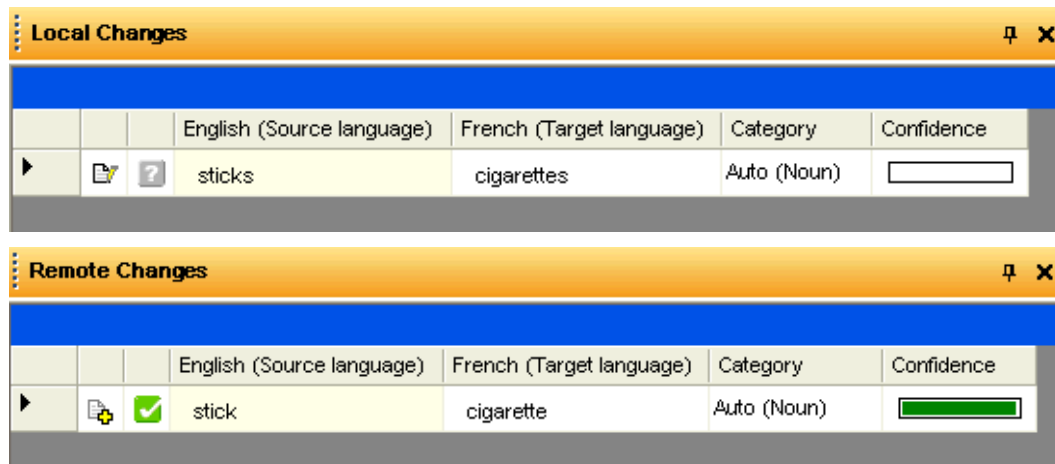 Local Changes
English (Source language) French (Target language) Category Confidence
sticks cigarettes Auto (Noun)
Remote Changes
English (Source language) French (Target language) Category Confidence
stick cigarette Auto (Noun)